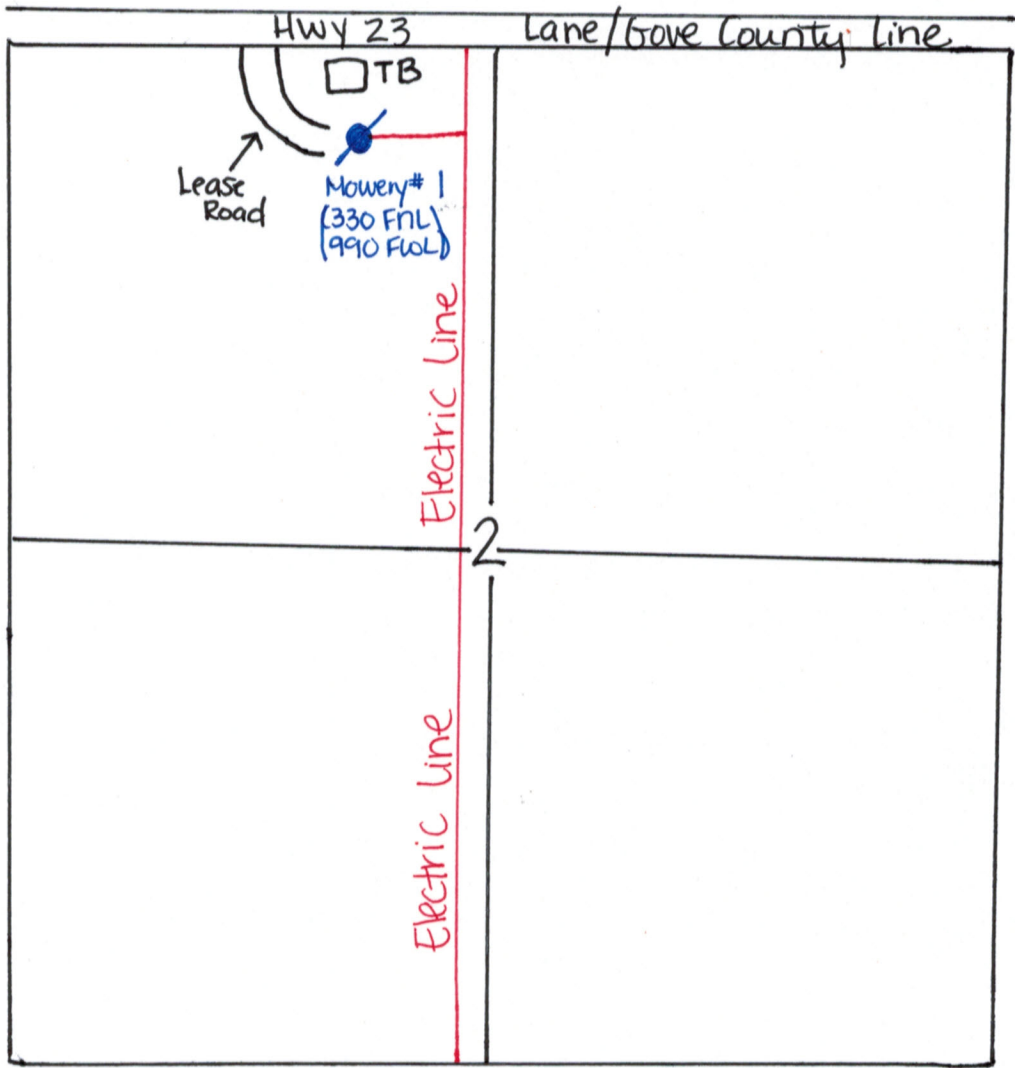 Hwy 23
Lane/Gove County Line
TB
Lease
Road
Mowery# 1
(330 FNL)
(990 FWL)
Electric Line
2
Electric Line